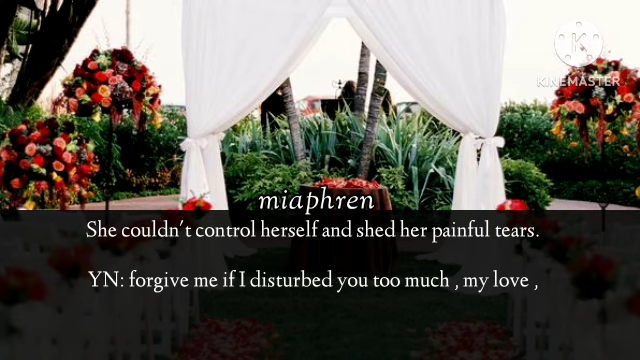 KINEMASTER
miaphren
She couldn't control herself and shed her painful tears.
YN: forgive me if I disturbed you too much , my love ,